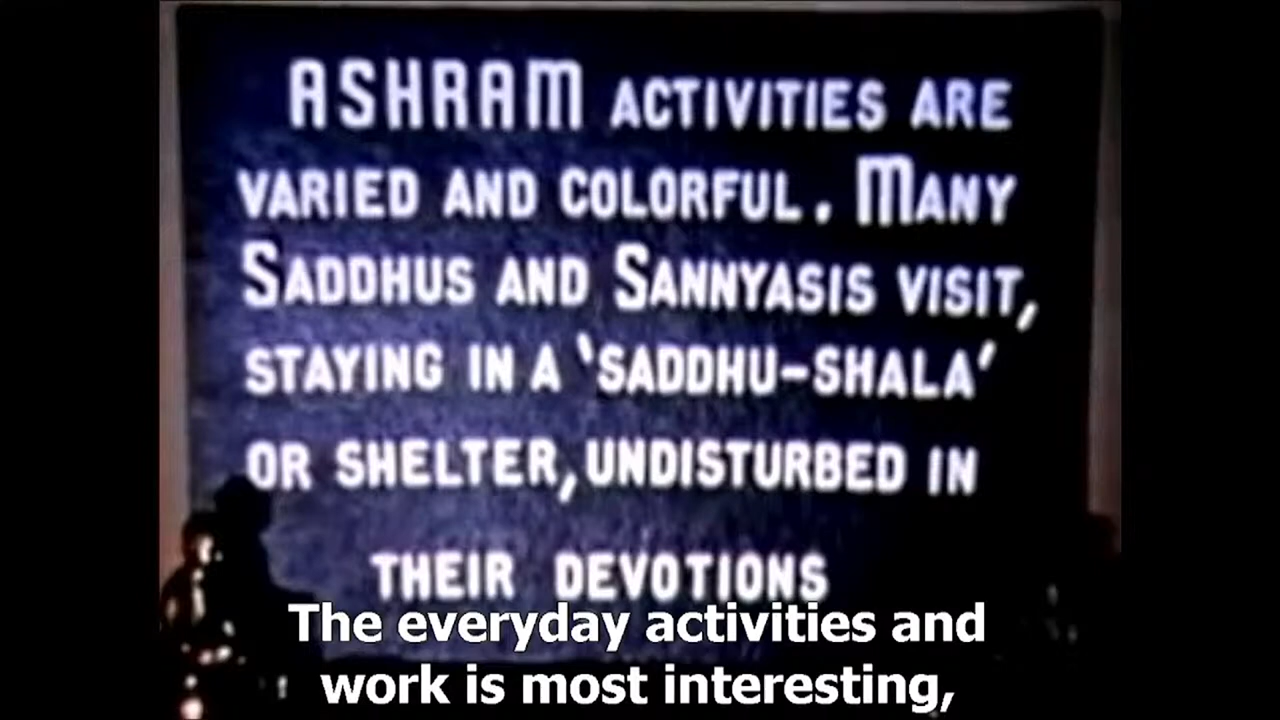 ASHRAM ACTIVITIES ARE
VARIED AND COLORFUL. MANY
SADDHUS AND SANNYASIS VISIT,
STAYING IN A 'SADDHU-SHALA'
OR SHELTER, UNDISTURBED IN
THEIR DEVOTIONS
The everyday activities and
work is most interesting,